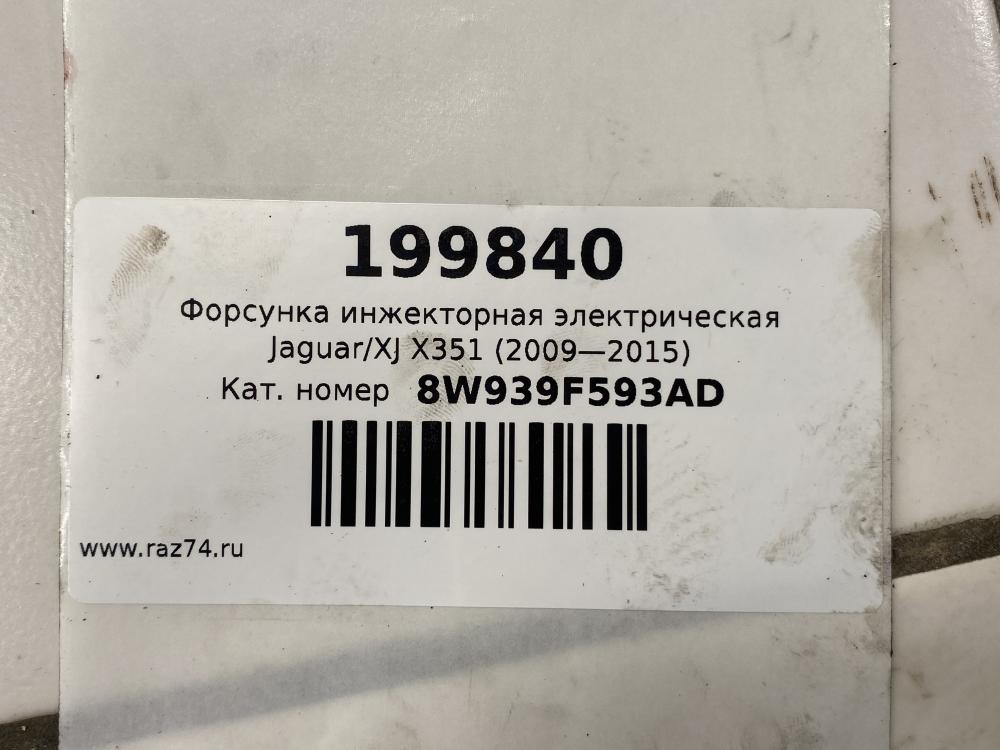 199840
Форсунка инжекторная электрическая
Jaguar/XJ X351 (2009—2015)
Кат. номер 8W939F593AD
www.raz74.ru